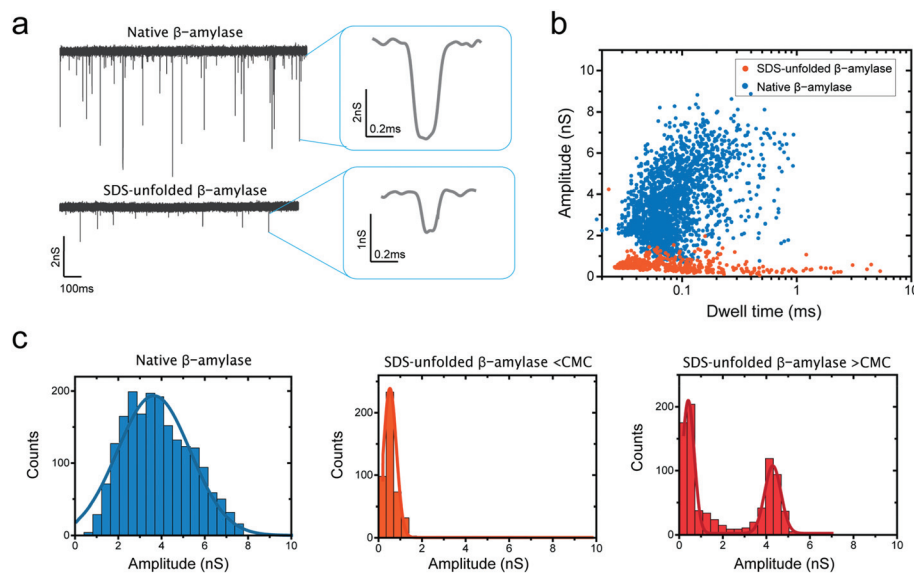 a
Native β-amylase
2nS
0.2ms
SDS-unfolded β-amylase
2nS
100ms
1nS
0.2ms
b
SDS-unfolded β-amylase
Native β-amylase
10
8
6
4
2
0
Amplitude (nS)
0.1
1
10
Dwell time (ms)
c
Native β-amylase
200
100
0
Counts
0
2
4
6
8
10
Amplitude (nS)
SDS-unfolded β-amylase <CMC
200
100
0
Counts
0
2
4
6
8
10
Amplitude (nS)
SDS-unfolded β-amylase >CMC
200
100
0
Counts
0
2
4
6
8
10
Amplitude (nS)